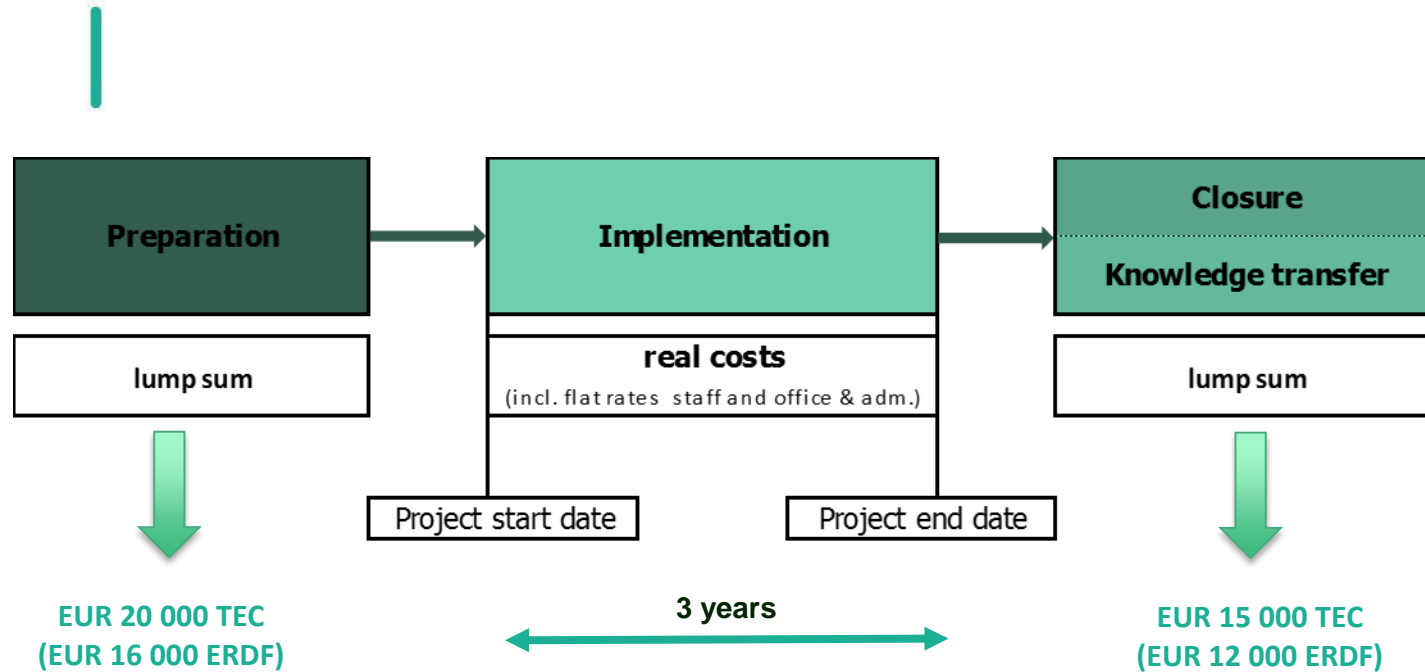 Preparation
Implementation
Closure
Knowledge transfer
lump sum
real costs
(incl. flat rates staff and office & adm.)
lump sum
Project start date
Project end date
EUR 20 000 TEC
(EUR 16 000 ERDF)
3 years
EUR 15 000 TEC
(EUR 12 000 ERDF)